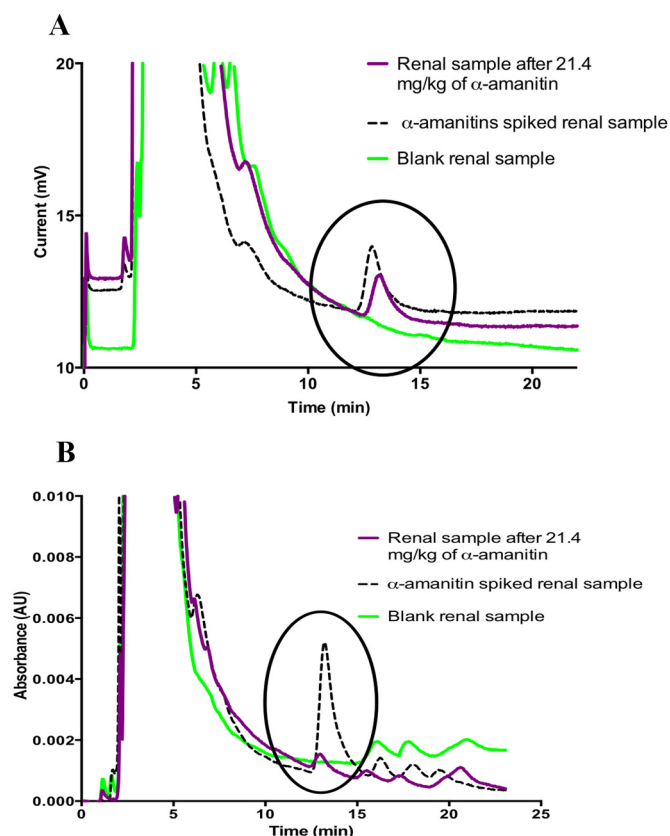 A
20
15
10
Current (mV)
0
5
10
15
20
Time (min)
Renal sample after 21.4
mg/kg of α-amanitin
α-amanitins spiked renal sample
Blank renal sample
B
0.010
0.008
0.006
0.004
0.002
0.000
Absorbance (AU)
0
5
10
15
20
25
Time (min)
Renal sample after 21.4
mg/kg of α-amanitin
α-amanitin spiked renal sample
Blank renal sample